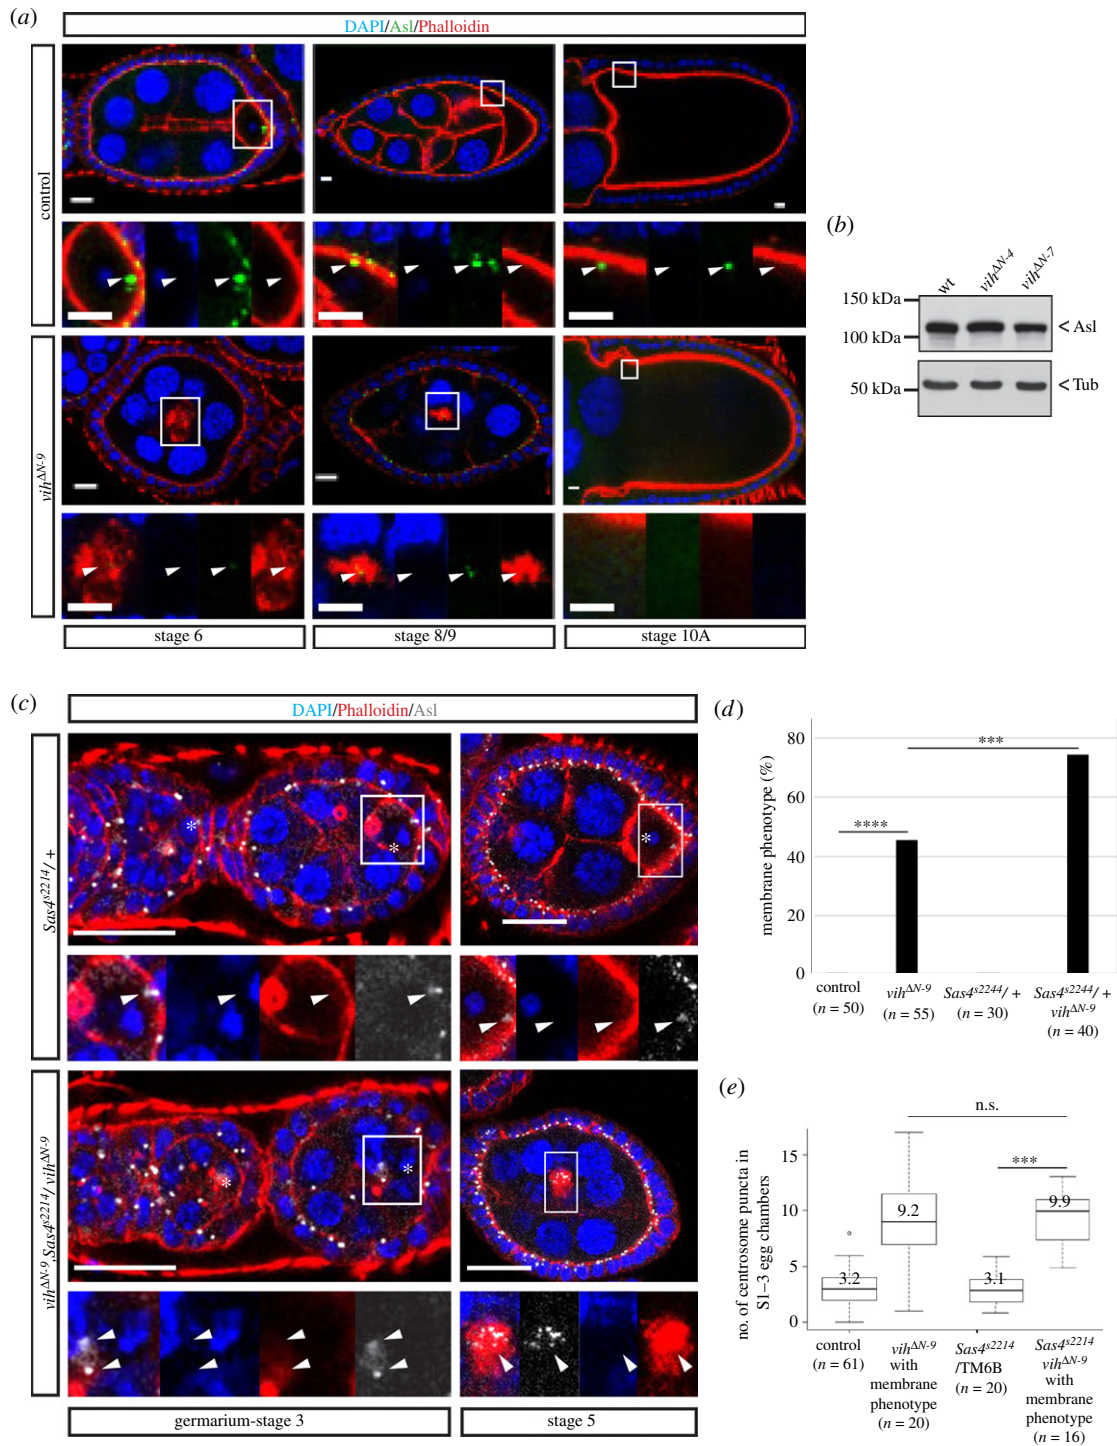 (a)
DAPI/Asl/Phalloidin
control
vihΔN-9
stage 6
stage 8/9
stage 10A
(b)
wt
vihΔN-4
vihΔN-7
150 kDa
100 kDa
< Asl
50 kDa
< Tub
(c)
DAPI/Phalloidin/Asl
Sas4s2214/+
*
*
*
vihΔN-9,Sas4s2214/vihΔN-9
*
*
germarium-stage 3
stage 5
(d)
membrane phenotype (%)
80
60
40
20
0
****
***
control
(n = 50)
vihΔN-9
(n = 55)
Sas4s2244/+
(n = 30)
Sas4s2244/+
vihΔN-9
(n = 40)
(e)
no. of centrosome puncta in
S1–3 egg chambers
15
10
5
0
n.s.
***
3.2
9.2
3.1
9.9
control
(n = 61)
vihΔN-9
with
membrane
phenotype
(n = 20)
Sas4s2214
/TM6B
(n = 20)
Sas4s2214
vihΔN-9
with
membrane
phenotype
(n = 16)